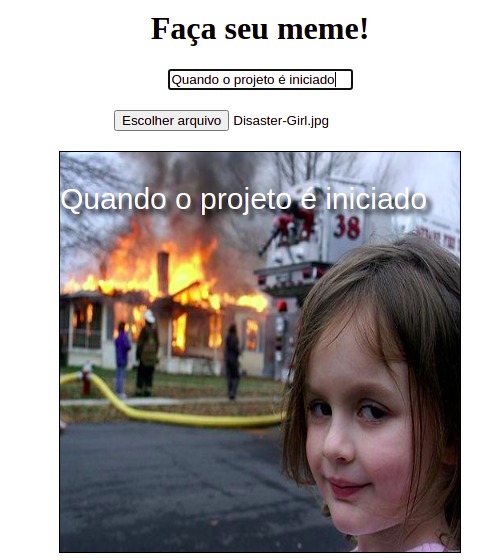 Faça seu meme!
Quando o projeto é iniciado
Escolher arquivo Disaster-Girl.jpg
Quando o projeto é iniciado
38